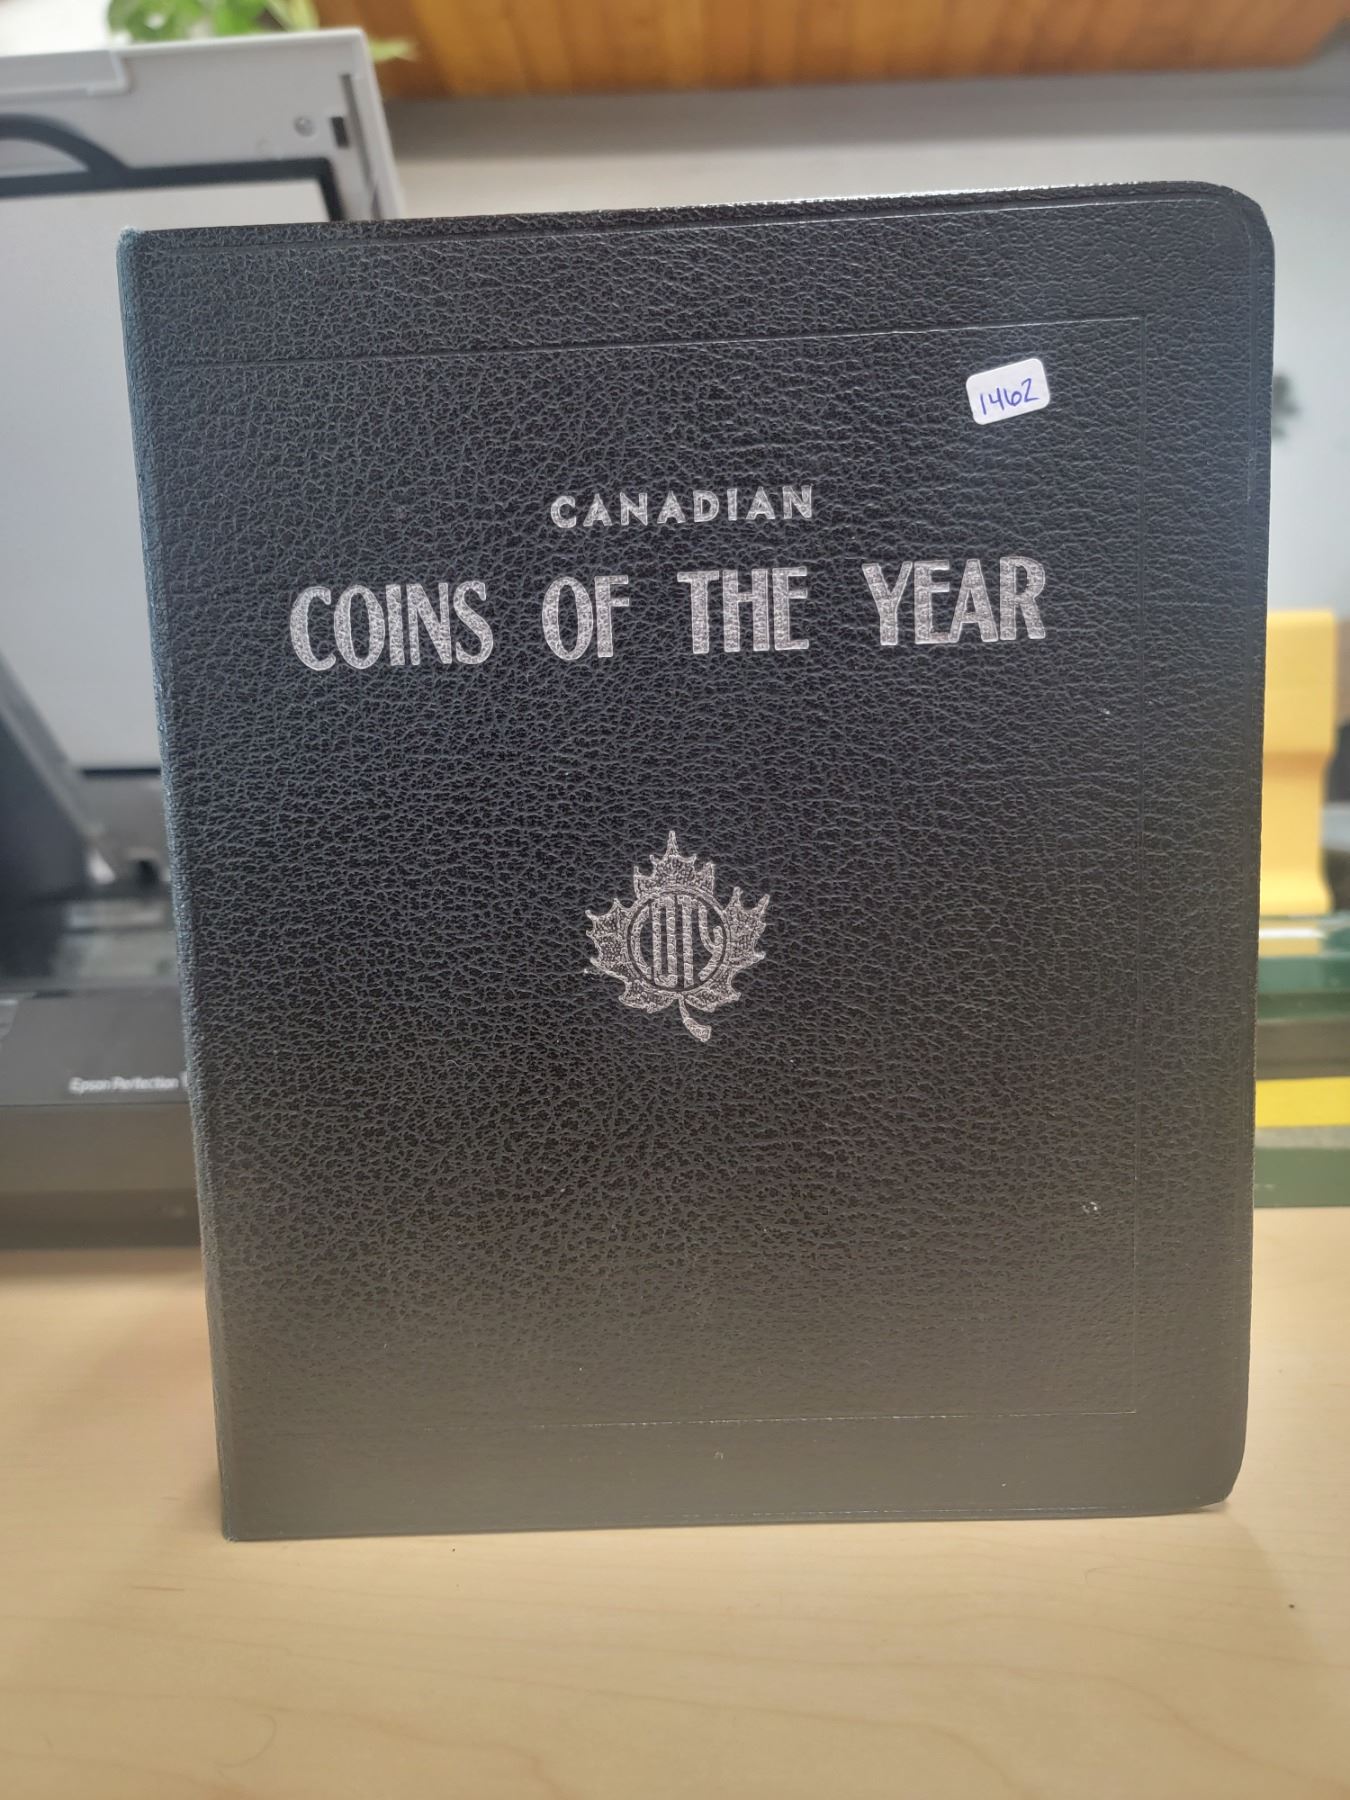 1462
CANADIAN
COINS OF THE YEAR
COTY
Epson Perfection